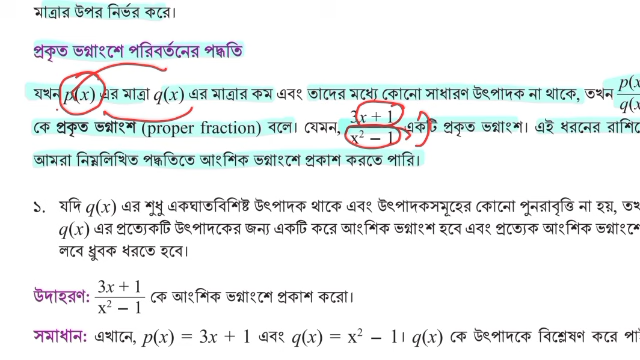 মাত্রার উপর নির্ভর করে।
প্রকৃত ভগ্নাংশে পরিবর্তনের পদ্ধতি
যখন p(x) এর মাত্রা q(x) এর মাত্রার কম এবং তাদের মধ্যে কোনো সাধারণ উৎপাদক না থাকে, তখন p(x / q(x
কে প্রকৃত ভগ্নাংশ (proper fraction) বলে। যেমন, 3x + 1 / x² − 1 একটি প্রকৃত ভগ্নাংশ। এই ধরনের রাশিকে
আমরা নিম্নলিখিত পদ্ধতিতে আংশিক ভগ্নাংশে প্রকাশ করতে পারি।
১. যদি q(x) এর শুধু একঘাতবিশিষ্ট উৎপাদক থাকে এবং উৎপাদকসমূহের কোনো পুনরাবৃত্তি না হয়,
q(x) এর প্রত্যেকটি উৎপাদকের জন্য একটি করে আংশিক ভগ্নাংশ হবে এবং প্রত্যেক আংশিক ভগ্নাংশে
লবে ধ্রুবক ধরতে হবে।
উদাহরণ: 3x + 1 / x² − 1 কে আংশিক ভগ্নাংশে প্রকাশ করো।
সমাধান: এখানে, p(x) = 3x + 1 এবং q(x) = x² − 1। q(x) কে উৎপাদকে বিশ্লেষণ করে